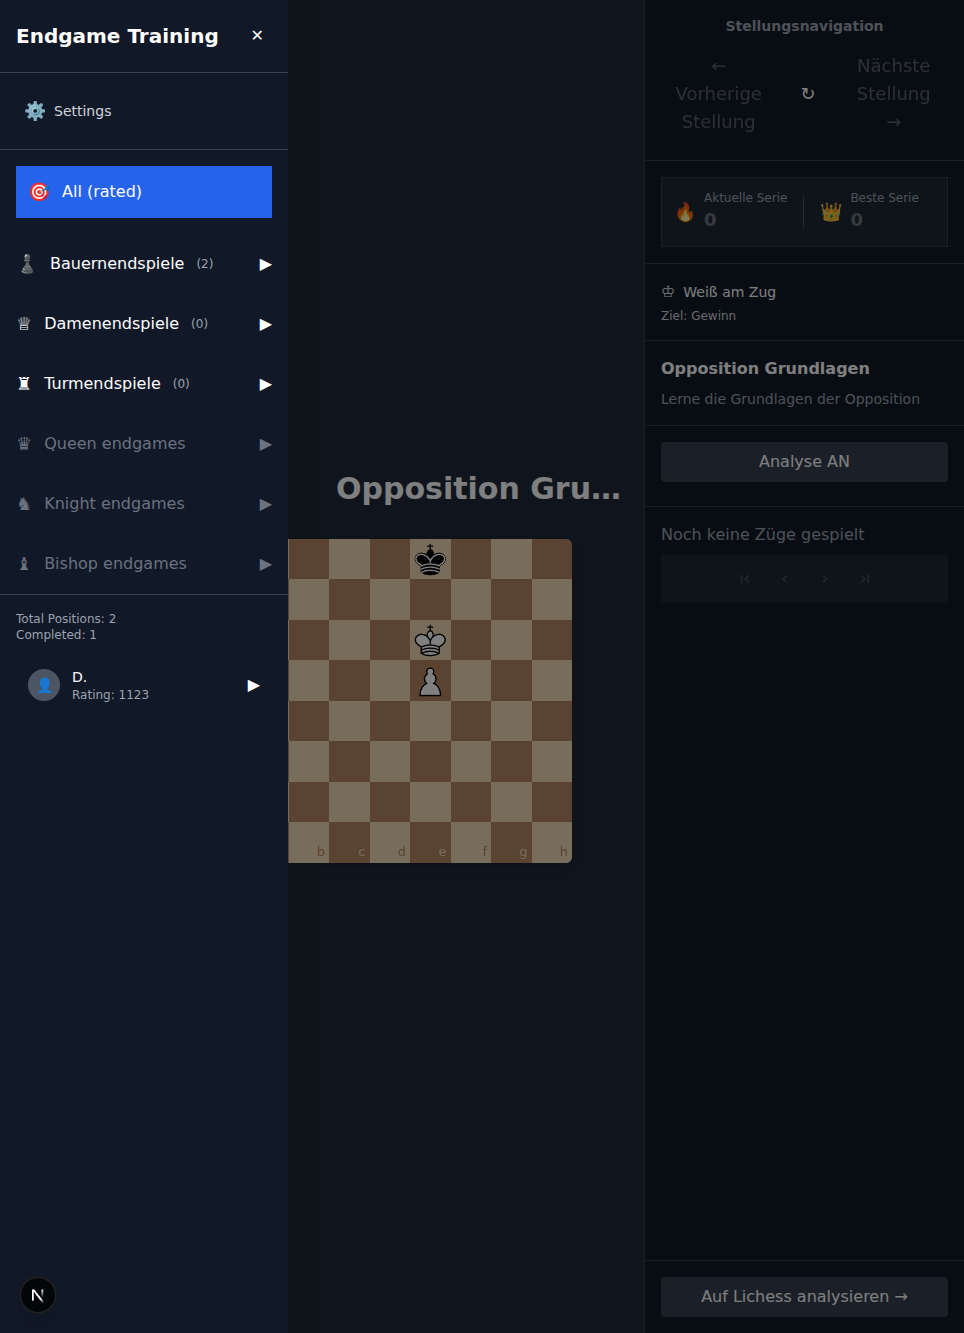 Endgame Training ✕
⚙️ Settings
🎯 All (rated)
♟ Bauernendspiele (2) ▶
♕ Damenendspiele (0) ▶
♜ Turmendspiele (0) ▶
♛ Queen endgames ▶
♞ Knight endgames ▶
♝ Bishop endgames ▶
Total Positions: 2
Completed: 1
D.
Rating: 1123 ▶
N
Opposition Gru…
b c d e f g h
Stellungsnavigation
←
Vorherige
Stellung
↻
Nächste
Stellung
→
Aktuelle Serie
0
Beste Serie
0
♔ Weiß am Zug
Ziel: Gewinn
Opposition Grundlagen
Lerne die Grundlagen der Opposition
Analyse AN
Noch keine Züge gespielt
Auf Lichess analysieren →